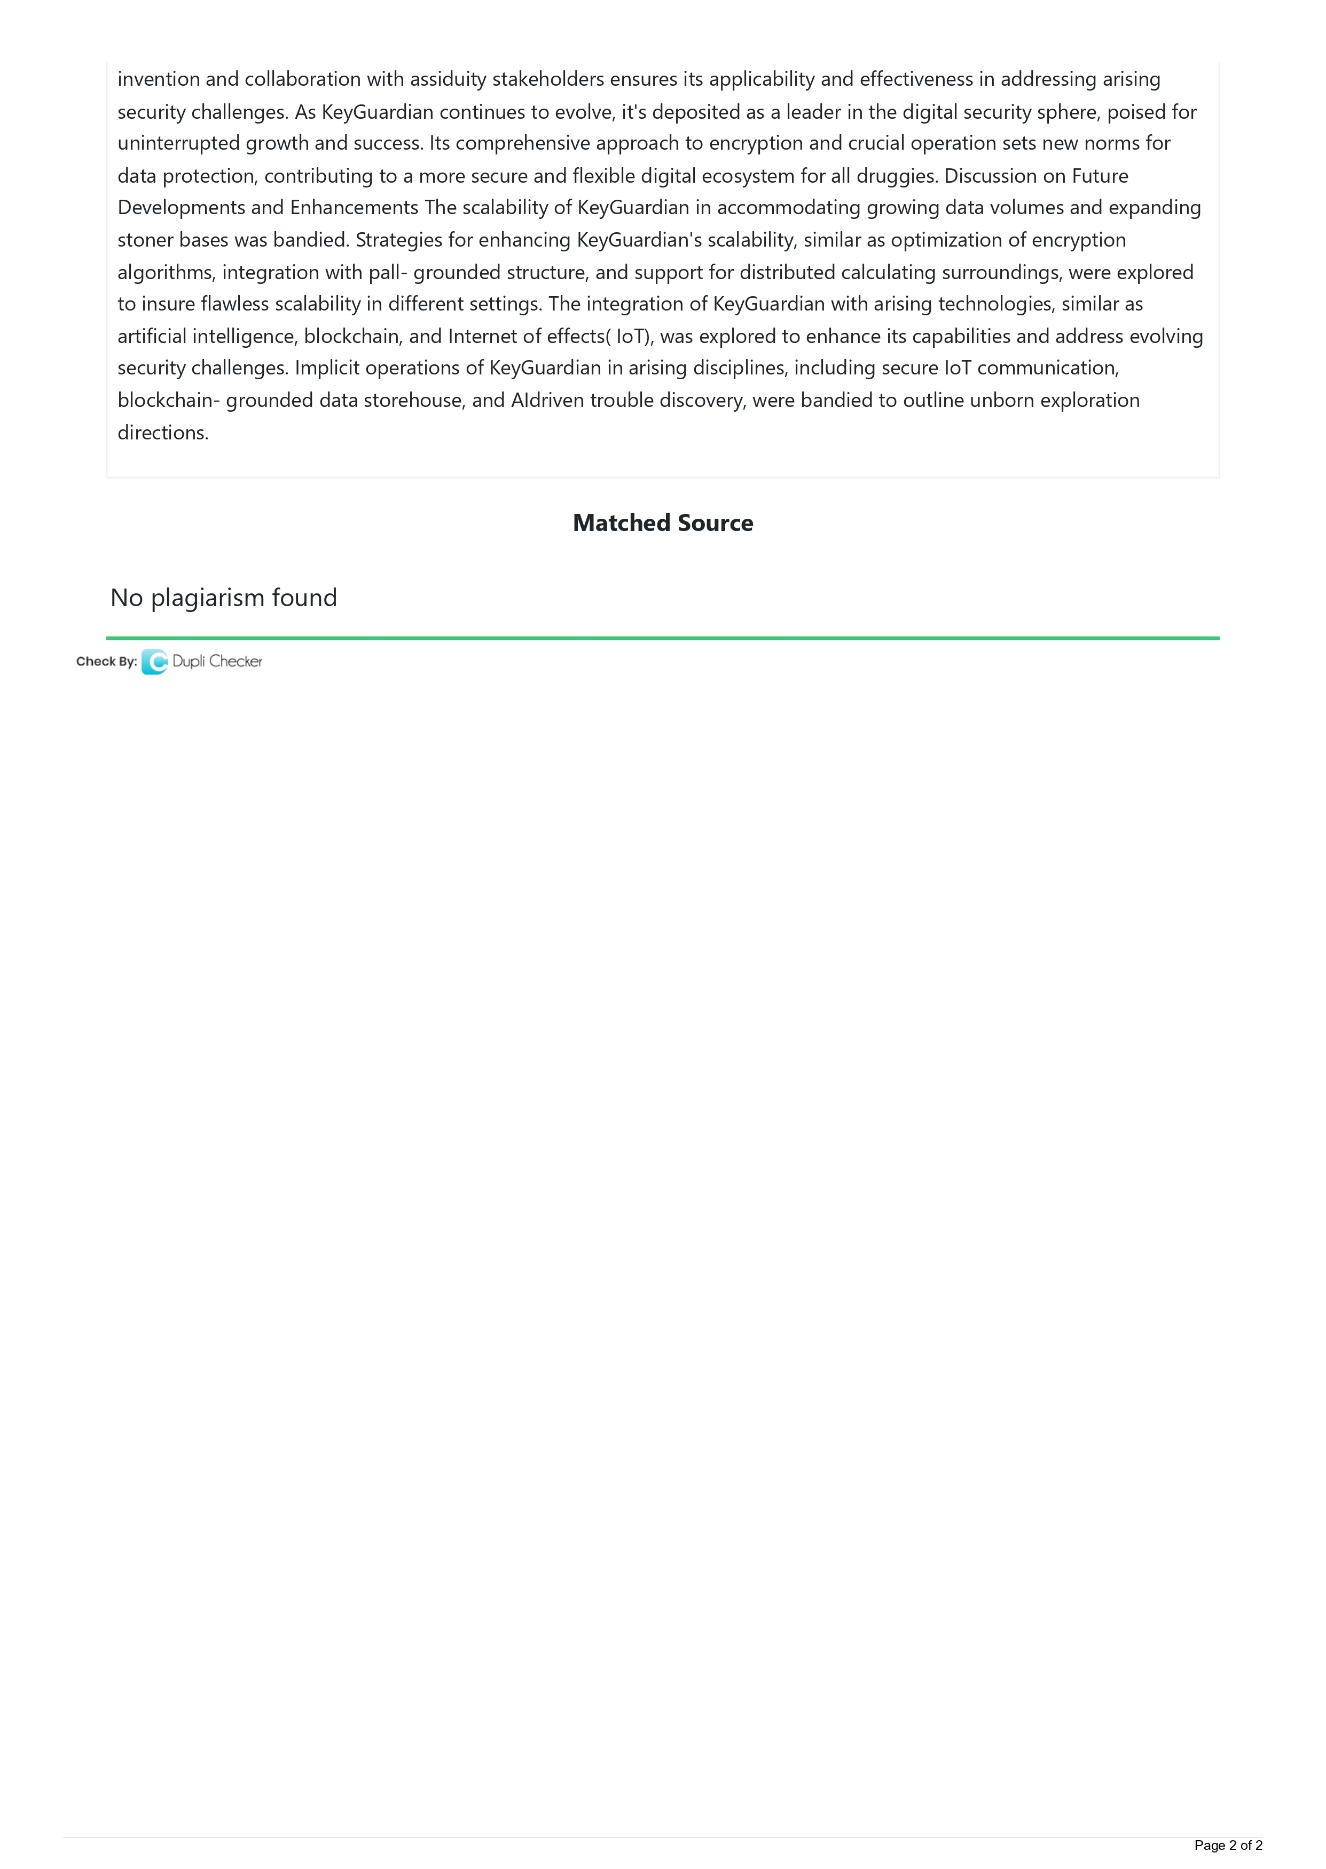 invention and collaboration with assiduity stakeholders ensures its applicability and effectiveness in addressing arising
security challenges. As KeyGuardian continues to evolve, it's deposited as a leader in the digital security sphere, poised for
uninterrupted growth and success. Its comprehensive approach to encryption and crucial operation sets new norms for
data protection, contributing to a more secure and flexible digital ecosystem for all druggies. Discussion on Future
Developments and Enhancements The scalability of KeyGuardian in accommodating growing data volumes and expanding
stoner bases was bandied. Strategies for enhancing KeyGuardian's scalability, similar as optimization of encryption
algorithms, integration with pall- grounded structure, and support for distributed calculating surroundings, were explored
to insure flawless scalability in different settings. The integration of KeyGuardian with arising technologies, similar as
artificial intelligence, blockchain, and Internet of effects( IoT), was explored to enhance its capabilities and address evolving
security challenges. Implicit operations of KeyGuardian in arising disciplines, including secure IoT communication,
blockchain- grounded data storehouse, and AIdriven trouble discovery, were bandied to outline unborn exploration
directions.
Matched Source
No plagiarism found
Check By: Dupli Checker
Page 2 of 2